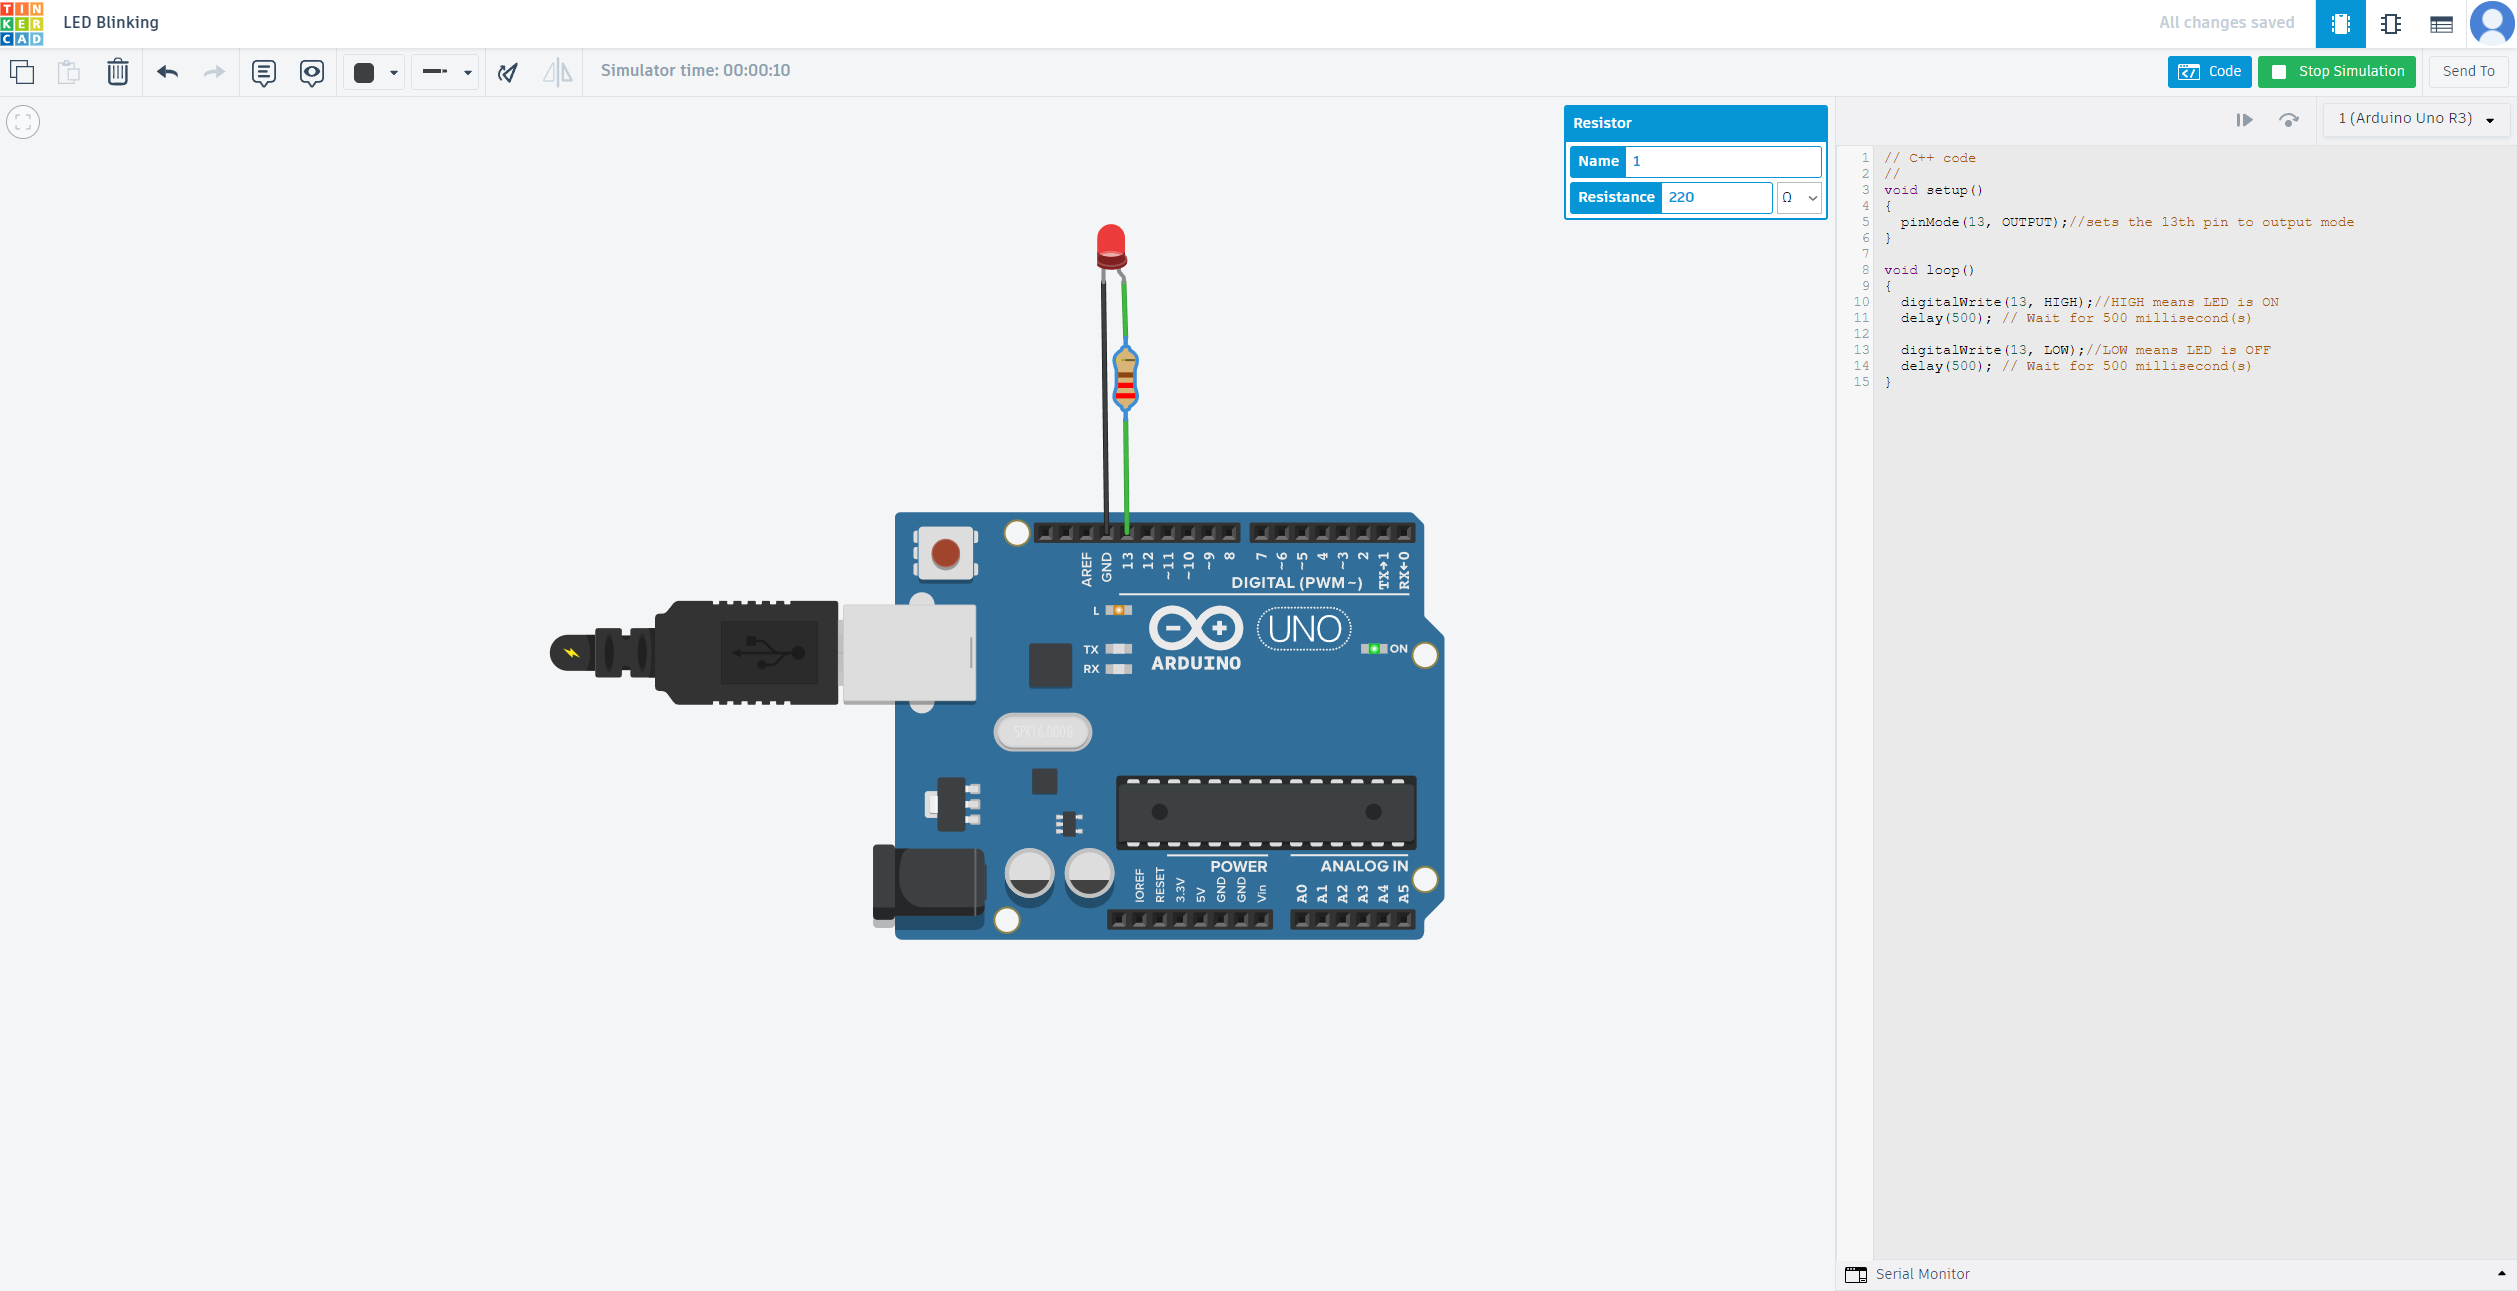 TINKERCAD
LED Blinking
All changes saved
Simulator time: 00:00:10
Code
Stop Simulation
Send To
Resistor
Name 1
Resistance 220 Ω
1 (Arduino Uno R3)
1 // C++ code
2 //
3 void setup()
4 {
5 pinMode(13, OUTPUT);//sets the 13th pin to output mode
6 }
7
8 void loop()
9 {
10 digitalWrite(13, HIGH);//HIGH means LED is ON
11 delay(500); // Wait for 500 millisecond(s)
12
13 digitalWrite(13, LOW);//LOW means LED is OFF
14 delay(500); // Wait for 500 millisecond(s)
15 }
AREF GND 13 12 ~11 ~10 ~9 8 7 ~6 ~5 4 ~3 2 TX→1 RX←0
DIGITAL (PWM~)
L
UNO
TX
ON
RX
ARDUINO
SPK16.000G
POWER
ANALOG IN
IOREF RESET 3.3V 5V GND GND Vin A0 A1 A2 A3 A4 A5
Serial Monitor